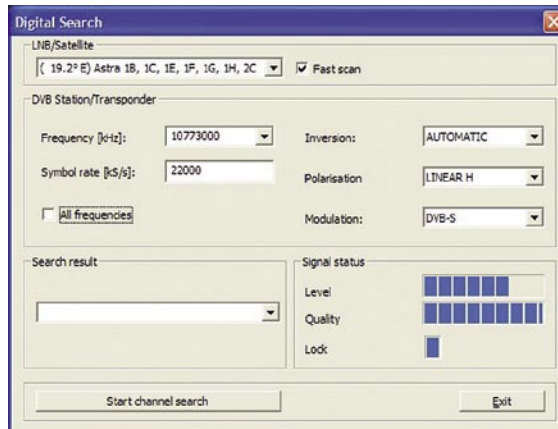 Digital Search
LNB/Satellite
( 19.2º E) Astra 1B, 1C, 1E, 1F, 1G, 1H, 2C
Fast scan
DVB Station/Transponder
Frequency [kHz]:
10773000
Inversion:
AUTOMATIC
Symbol rate [kS/s]:
22000
Polarisation
LINEAR H
All frequencies
Modulation:
DVB-S
Search result
Signal status
Level
Quality
Lock
Start channel search
Exit